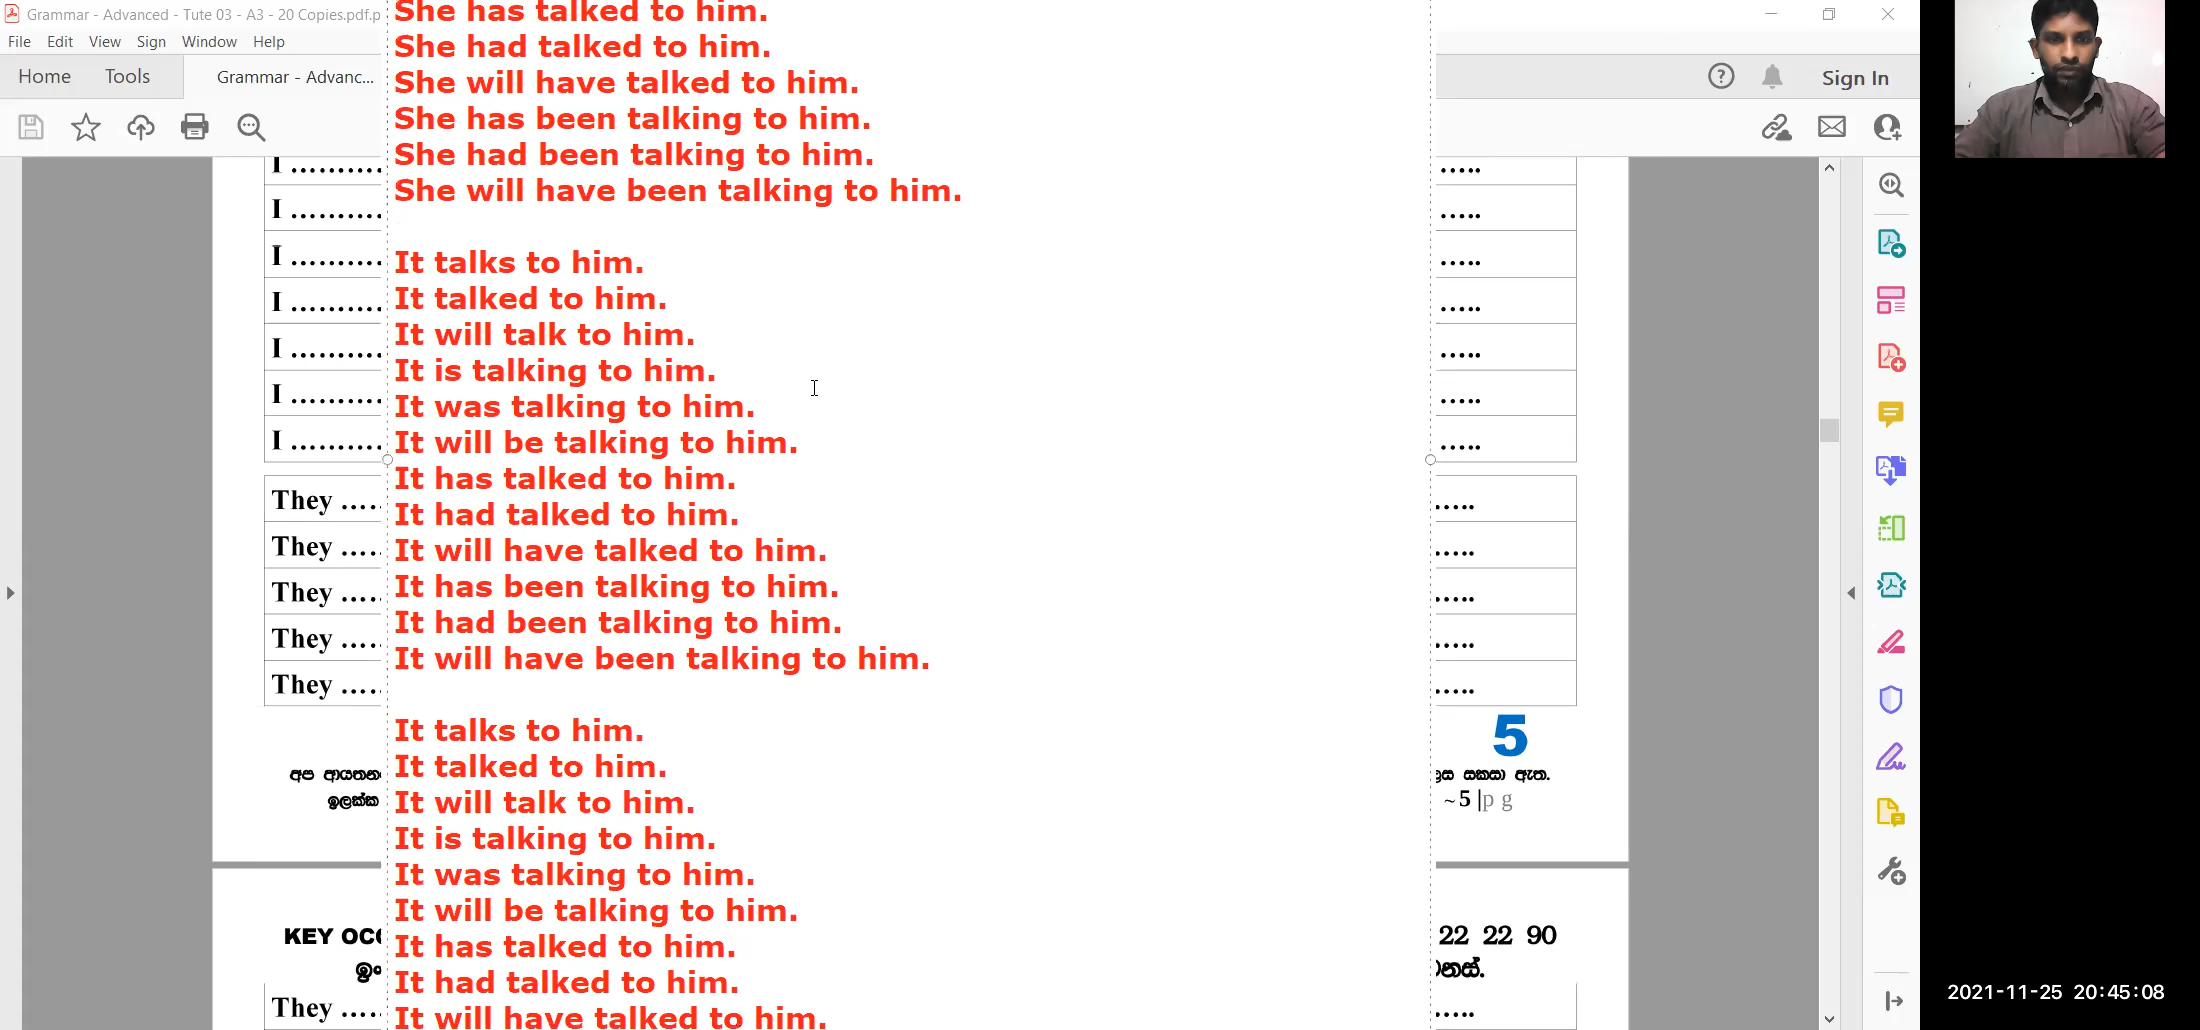 Grammar - Advanced - Tute 03 - A3 - 20 Copies.pdf.p
File Edit View Sign Window Help
Home Tools Grammar - Advanc... Sign In
She has talked to him.
She had talked to him.
She will have talked to him.
She has been talking to him.
She had been talking to him.
She will have been talking to him.
It talks to him.
It talked to him.
It will talk to him.
It is talking to him.
It was talking to him.
It will be talking to him.
It has talked to him.
It had talked to him.
It will have talked to him.
It has been talking to him.
It had been talking to him.
It will have been talking to him.
It talks to him.
It talked to him.
It will talk to him.
It is talking to him.
It was talking to him.
It will be talking to him.
It has talked to him.
It had talked to him.
It will have talked to him.
I ...........
I ...........
I ...........
I ...........
I ...........
I ...........
I ...........
They .....
They .....
They .....
They .....
They .....
5
අප ආයතන
සකසා ඇත.
ඉලක්ක
~5|p g
KEY
22 22 90
They .....
2021-11-25 20:45:08